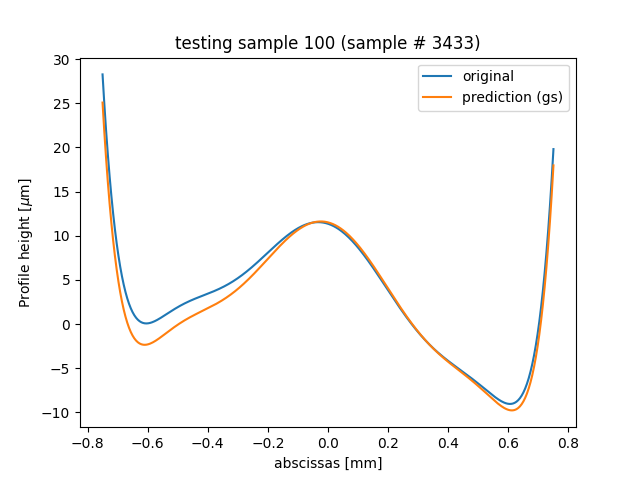 testing sample 100 (sample # 3433)
original
prediction (gs)
Profile height [μm]
30
25
20
15
10
5
0
−5
−10
−0.8 −0.6 −0.4 −0.2 0.0 0.2 0.4 0.6 0.8
abscissas [mm]